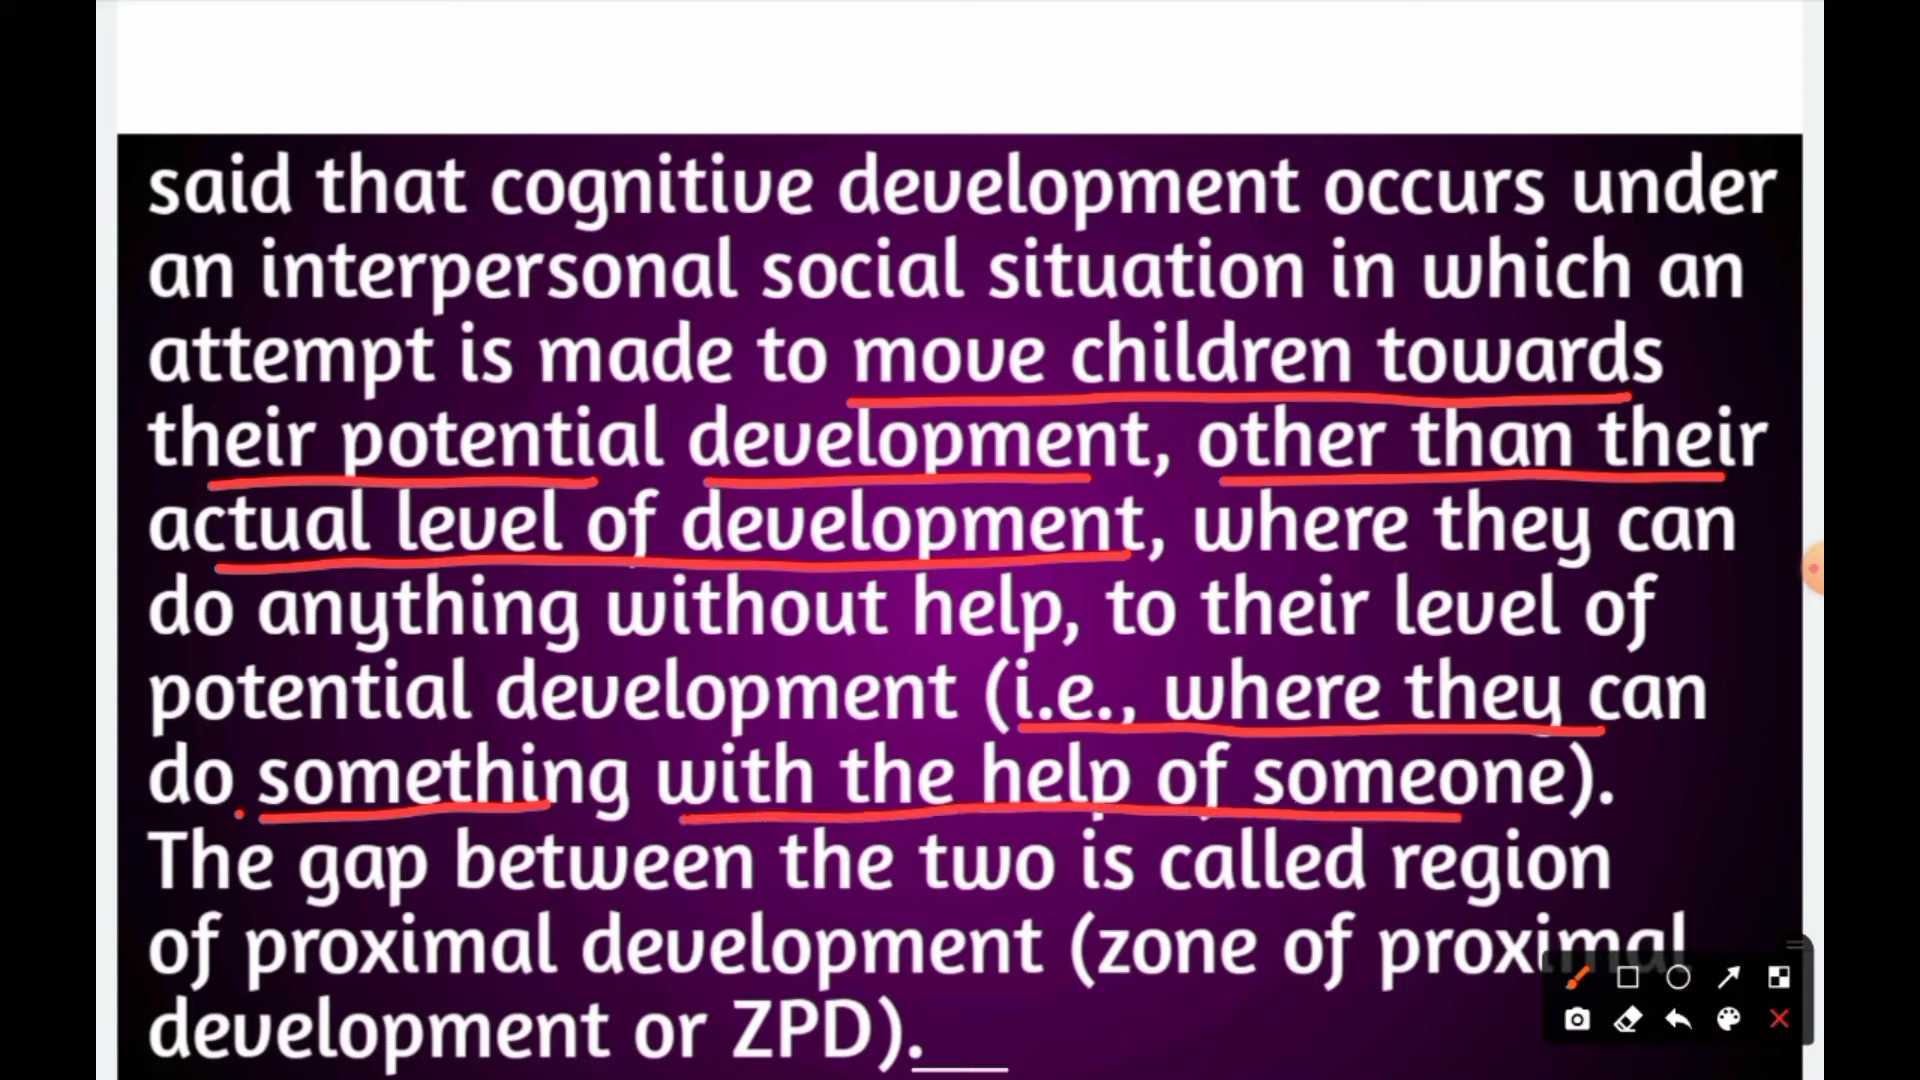 said that cognitive development occurs under
an interpersonal social situation in which an
attempt is made to move children towards
their potential development, other than their
actual level of development, where they can
do anything without help, to their level of
potential development (i.e., where they can
do something with the help of someone).
The gap between the two is called region
of proximal development (zone of proximal
development or ZPD).